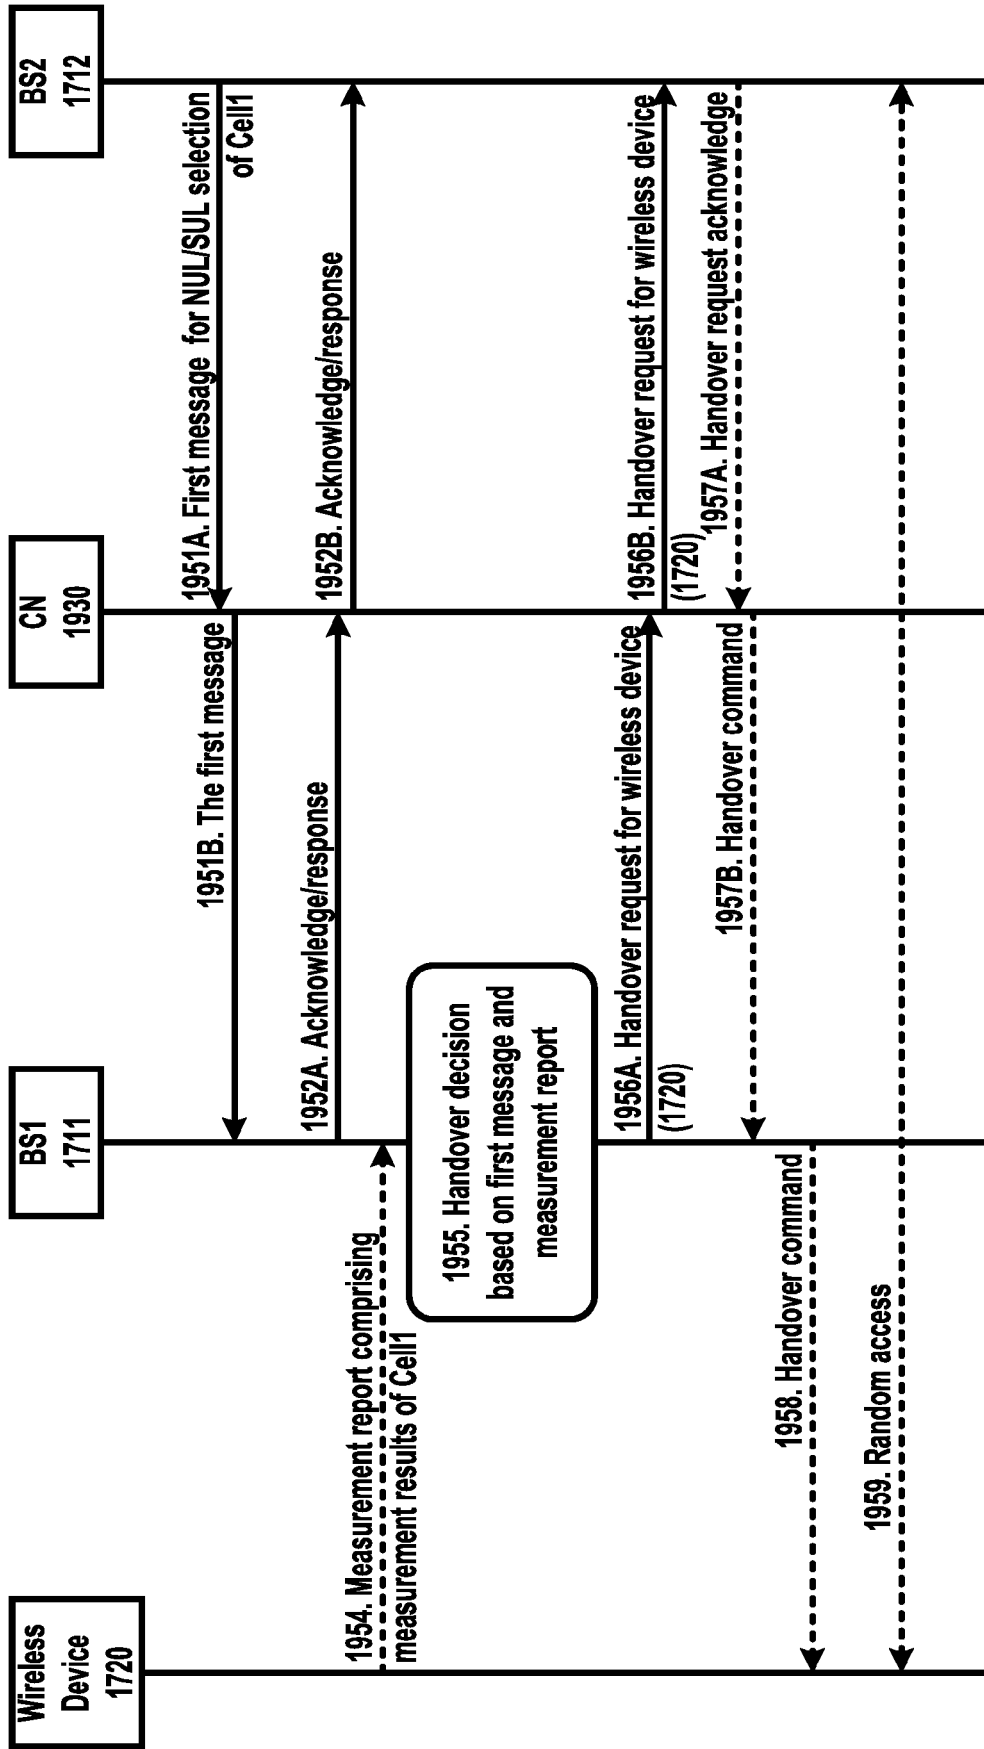 Wireless
Device
1720
BS1
1711
CN
1930
BS2
1712
1951A. First message for NUL/SUL selection
of Cell1
1951B. The first message
1952A. Acknowledge/response
1952B. Acknowledge/response
1954. Measurement report comprising
measurement results of Cell1
1955. Handover decision
based on first message and
measurement report
1956A. Handover request for wireless device
(1720)
1956B. Handover request for wireless device
(1720)
1957A. Handover request acknowledge
1957B. Handover command
1958. Handover command
1959. Random access